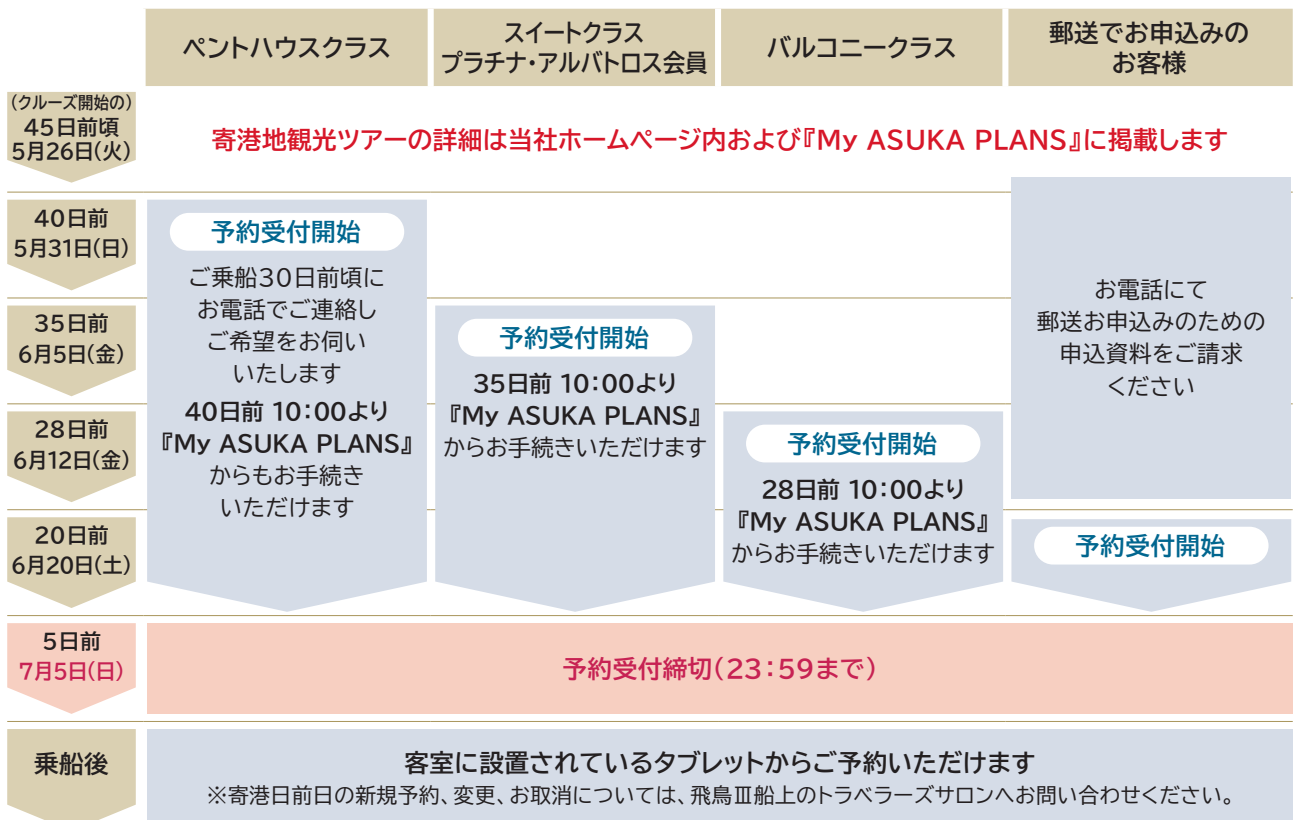 ペントハウスクラス
スイートクラス
プラチナ・アルバトロス会員
バルコニークラス
郵送でお申込みの
お客様
(クルーズ開始の)
45日前頃
5月26日(火)
寄港地観光ツアーの詳細は当社ホームページ内および『My ASUKA PLANS』に掲載します
40日前
5月31日(日)
35日前
6月5日(金)
28日前
6月12日(金)
20日前
6月20日(土)
予約受付開始
ご乗船30日前頃に
お電話でご連絡し
ご希望をお伺い
いたします
40日前 10:00より
『My ASUKA PLANS』
からもお手続き
いただけます
予約受付開始
35日前 10:00より
『My ASUKA PLANS』
からお手続きいただけます
予約受付開始
28日前 10:00より
『My ASUKA PLANS』
からお手続きいただけます
お電話にて
郵送お申込みのための
申込資料をご請求
ください
予約受付開始
5日前
7月5日(日)
予約受付締切(23:59まで)
乗船後
客室に設置されているタブレットからご予約いただけます
※寄港日前日の新規予約、変更、お取消については、飛鳥Ⅲ船上のトラベラーズサロンへお問い合わせください。